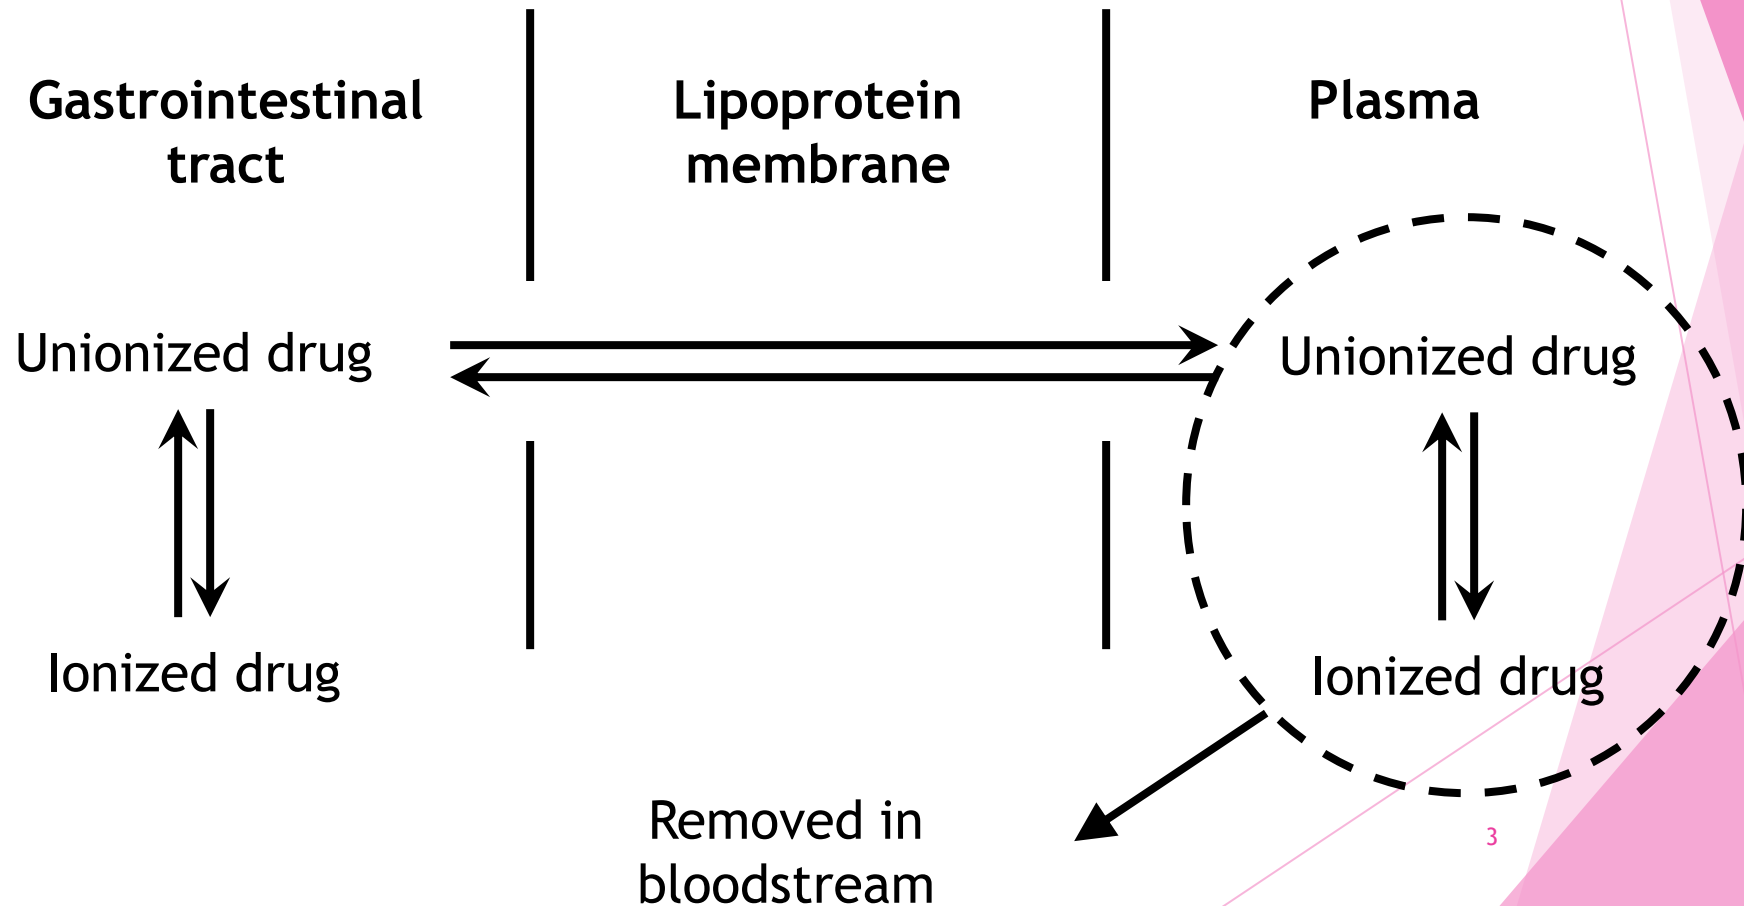 Gastrointestinal
tract
Lipoprotein
membrane
Plasma
Unionized drug
Unionized drug
Ionized drug
Ionized drug
Removed in
bloodstream
3